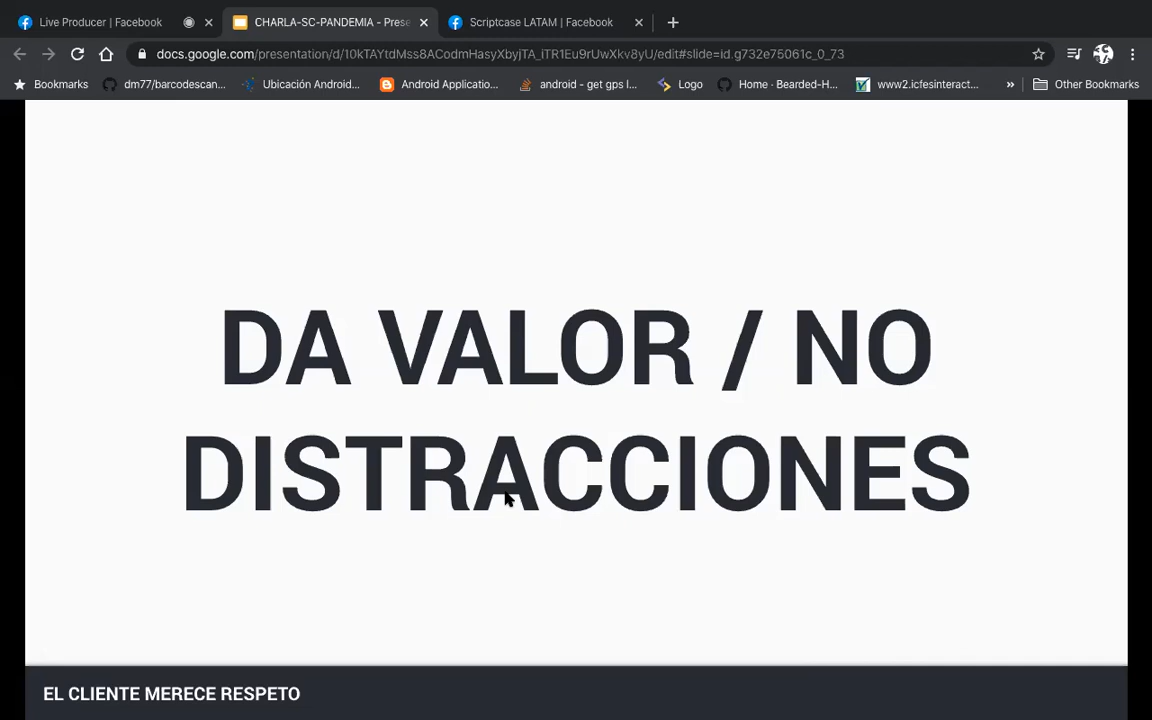 Live Producer | Facebook
CHARLA-SC-PANDEMIA - Prese
Scriptcase LATAM | Facebook
docs.google.com/presentation/d/10kTAYtdMss8ACodmHasyXbyjTA_iTR1Eu9rUwXkv8yU/edit#slide=id.g732e75061c_0_73
Bookmarks
dm77/barcodescan...
Ubicación Android...
Android Applicatio...
android - get gps l...
Logo
Home · Bearded-H...
www2.icfesinteract...
»
Other Bookmarks
DA VALOR / NO
DISTRACCIONES
EL CLIENTE MERECE RESPETO